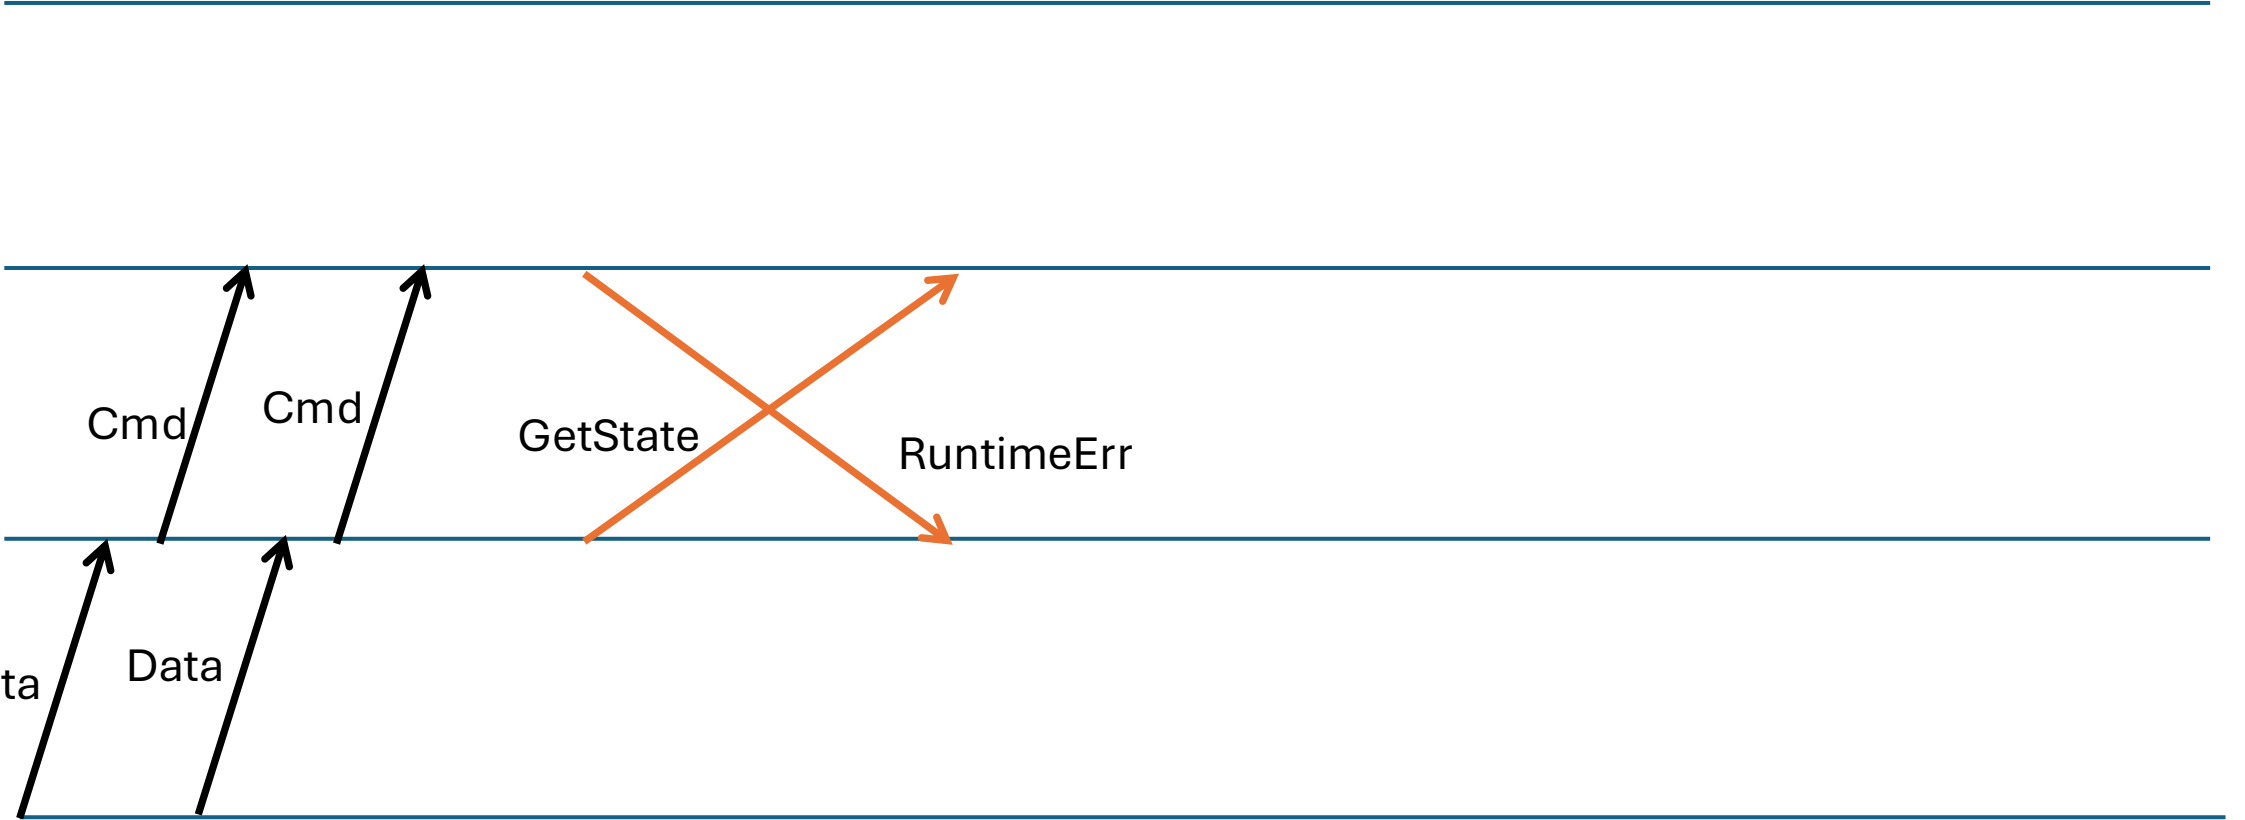 Cmd
Cmd
GetState
RuntimeErr
Data
ta